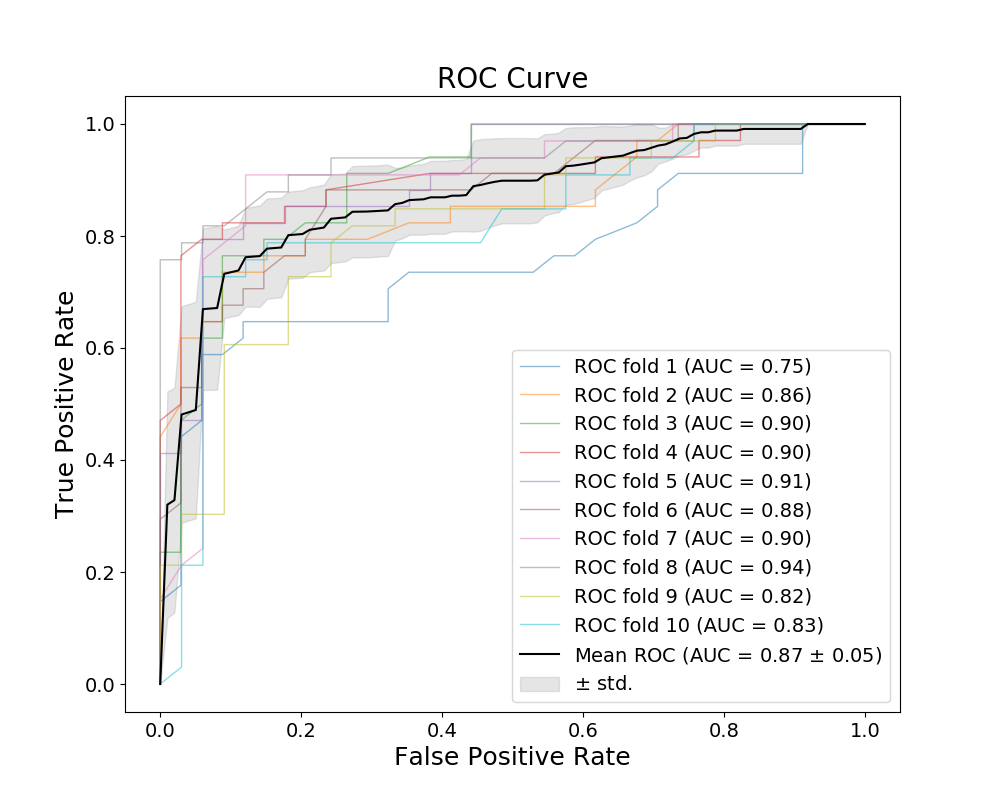 ROC Curve
True Positive Rate
1.0
0.8
0.6
0.4
0.2
0.0
ROC fold 1 (AUC = 0.75)
ROC fold 2 (AUC = 0.86)
ROC fold 3 (AUC = 0.90)
ROC fold 4 (AUC = 0.90)
ROC fold 5 (AUC = 0.91)
ROC fold 6 (AUC = 0.88)
ROC fold 7 (AUC = 0.90)
ROC fold 8 (AUC = 0.94)
ROC fold 9 (AUC = 0.82)
ROC fold 10 (AUC = 0.83)
Mean ROC (AUC = 0.87 ± 0.05)
± std.
0.0 0.2 0.4 0.6 0.8 1.0
False Positive Rate